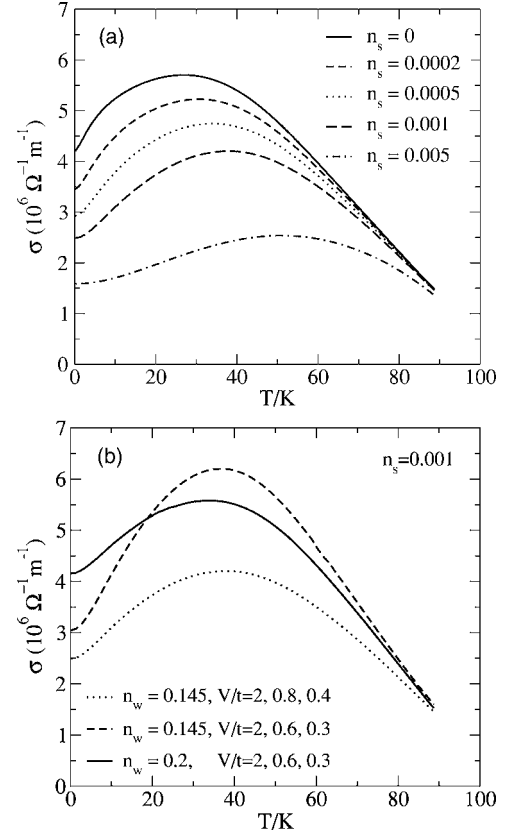 (a)
n_s = 0
n_s = 0.0002
n_s = 0.0005
n_s = 0.001
n_s = 0.005
7
6
5
4
3
2
1
0
σ (10^6 Ω^-1 m^-1)
0 20 40 60 80 100
T/K
(b)
n_s=0.001
7
6
5
4
3
2
1
0
σ (10^6 Ω^-1 m^-1)
n_w = 0.145, V/t=2, 0.8, 0.4
n_w = 0.145, V/t=2, 0.6, 0.3
n_w = 0.2, V/t=2, 0.6, 0.3
0 20 40 60 80 100
T/K